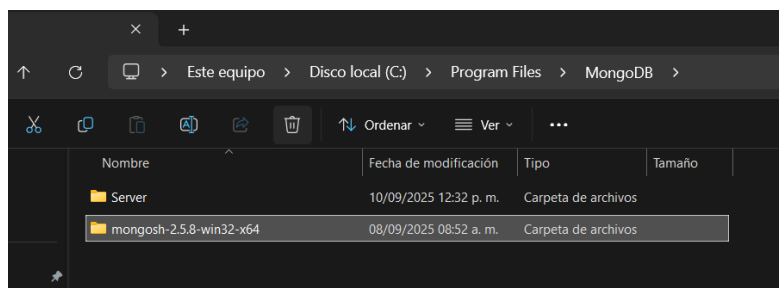 Este equipo > Disco local (C:) > Program Files > MongoDB >
Ordenar Ver
Nombre Fecha de modificación Tipo Tamaño
Server 10/09/2025 12:32 p. m. Carpeta de archivos
mongosh-2.5.8-win32-x64 08/09/2025 08:52 a. m. Carpeta de archivos